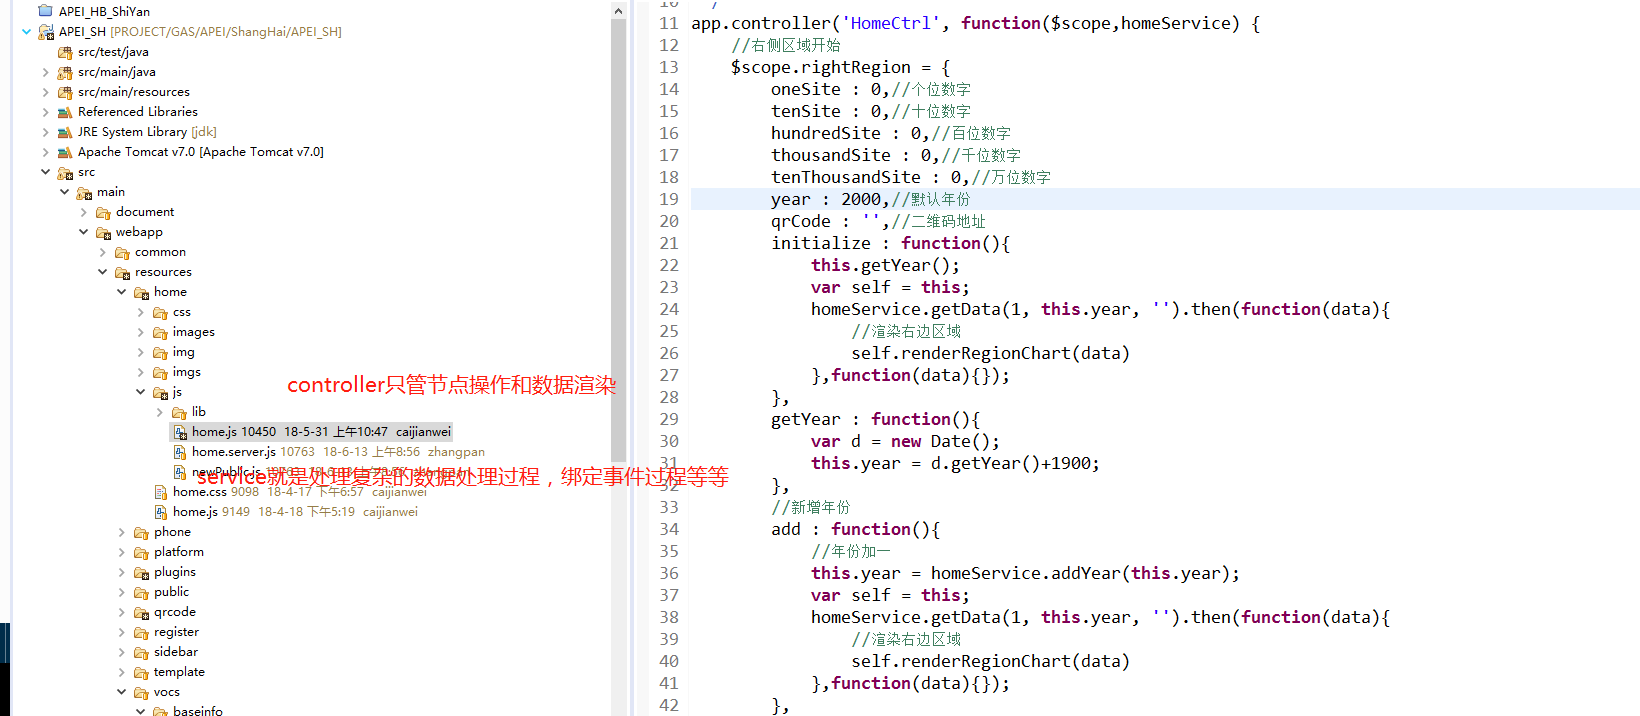 APEI_HB_ShiYan
APEI_SH [PROJECT/GAS/APEI/ShangHai/APEI_SH]
src/test/java
src/main/java
src/main/resources
Referenced Libraries
JRE System Library [jdk]
Apache Tomcat v7.0 [Apache Tomcat v7.0]
src
main
document
webapp
common
resources
home
css
images
img
imgs
js
controller只管节点操作和数据渲染
lib
home.js 10450 18-5-31 上午10:47 caijianwei
home.server.js 10763 18-6-13 上午8:56 zhangpan
newPublic.js
service就是处理复杂的数据处理过程，绑定事件过程等等
home.css 9098 18-4-17 下午6:57 caijianwei
home.js 9149 18-4-18 下午5:19 caijianwei
phone
platform
plugins
public
qrcode
register
sidebar
template
vocs
baseinfo
11 app.controller('HomeCtrl', function($scope,homeService) {
12 //右侧区域开始
13 $scope.rightRegion = {
14 oneSite : 0,//个位数字
15 tenSite : 0,//十位数字
16 hundredSite : 0,//百位数字
17 thousandSite : 0,//千位数字
18 tenThousandSite : 0,//万位数字
19 year : 2000,//默认年份
20 qrCode : '',//二维码地址
21 initialize : function(){
22 this.getYear();
23 var self = this;
24 homeService.getData(1, this.year, '').then(function(data){
25 //渲染右边区域
26 self.renderRegionChart(data)
27 },function(data){});
28 },
29 getYear : function(){
30 var d = new Date();
31 this.year = d.getYear()+1900;
32 },
33 //新增年份
34 add : function(){
35 //年份加一
36 this.year = homeService.addYear(this.year);
37 var self = this;
38 homeService.getData(1, this.year, '').then(function(data){
39 //渲染右边区域
40 self.renderRegionChart(data)
41 },function(data){});
42 },